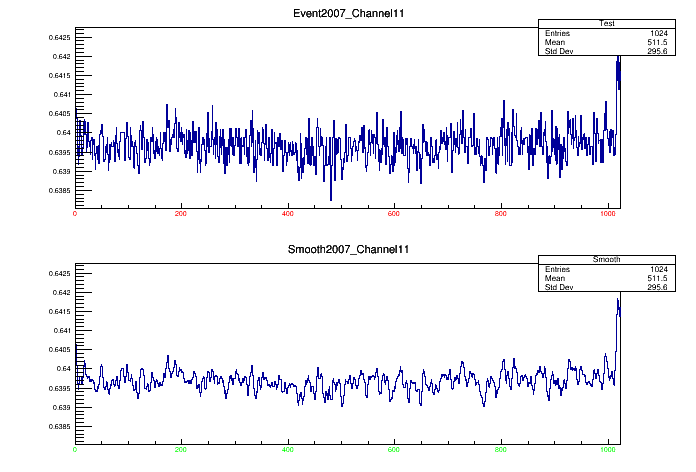 Event2007_Channel11
Test
Entries 1024
Mean 511.5
Std Dev 295.6
0.6425
0.642
0.6415
0.641
0.6405
0.64
0.6395
0.639
0.6385
0 200 400 600 800 1000
Smooth2007_Channel11
Smooth
Entries 1024
Mean 511.5
Std Dev 295.6
0.6425
0.642
0.6415
0.641
0.6405
0.64
0.6395
0.639
0.6385
0 200 400 600 800 1000